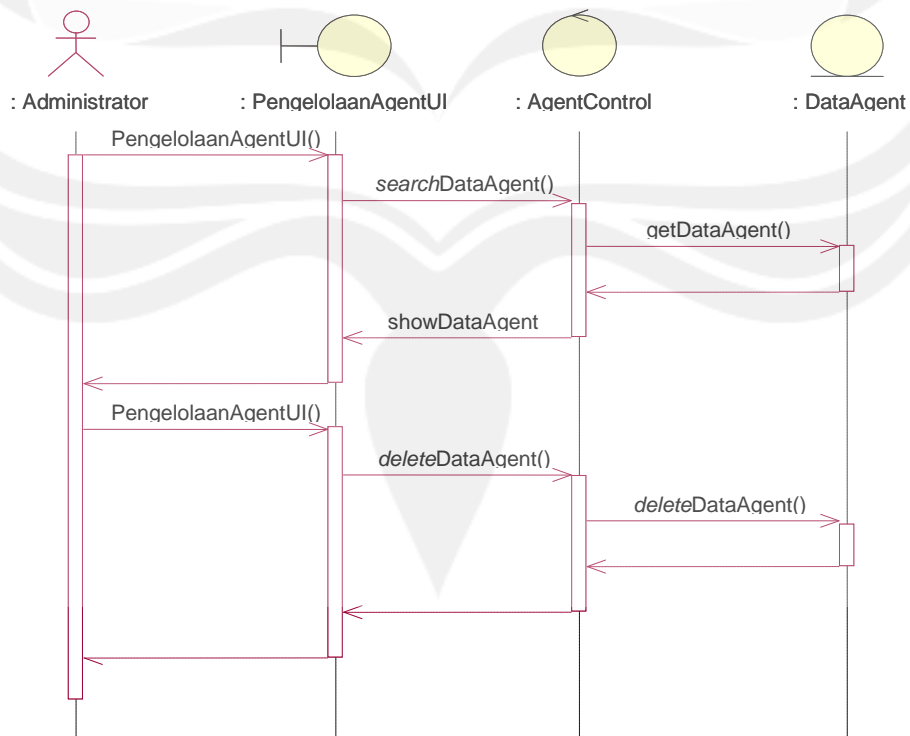 : Administrator
: PengelolaanAgentUI
: AgentControl
: DataAgent
PengelolaanAgentUI()
searchDataAgent()
getDataAgent()
showDataAgent
PengelolaanAgentUI()
deleteDataAgent()
deleteDataAgent()